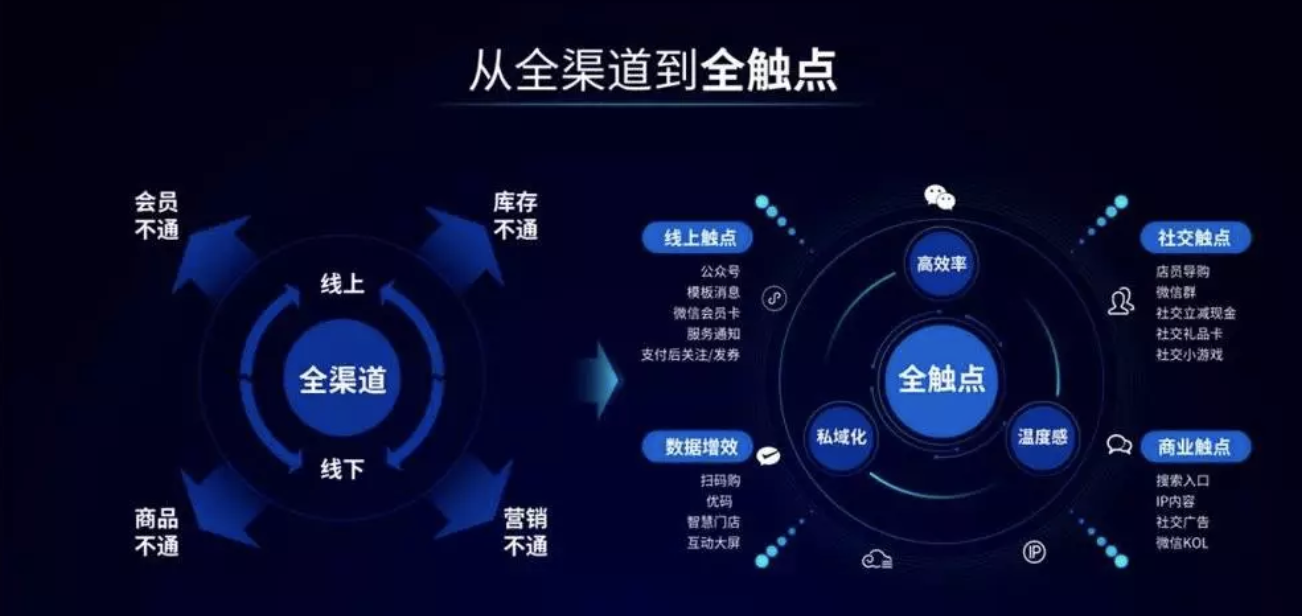 从全渠道到全触点
会员
不通
库存
不通
线上
全渠道
线下
商品
不通
营销
不通
线上触点
公众号
模板消息
微信会员卡
服务通知
支付后关注/发券
数据增效
扫码购
优码
智慧门店
互动大屏
高效率
全触点
私域化
温度感
IP
社交触点
店员导购
微信群
社交立减现金
社交礼品卡
社交小游戏
商业触点
搜索入口
IP内容
社交广告
微信KOL